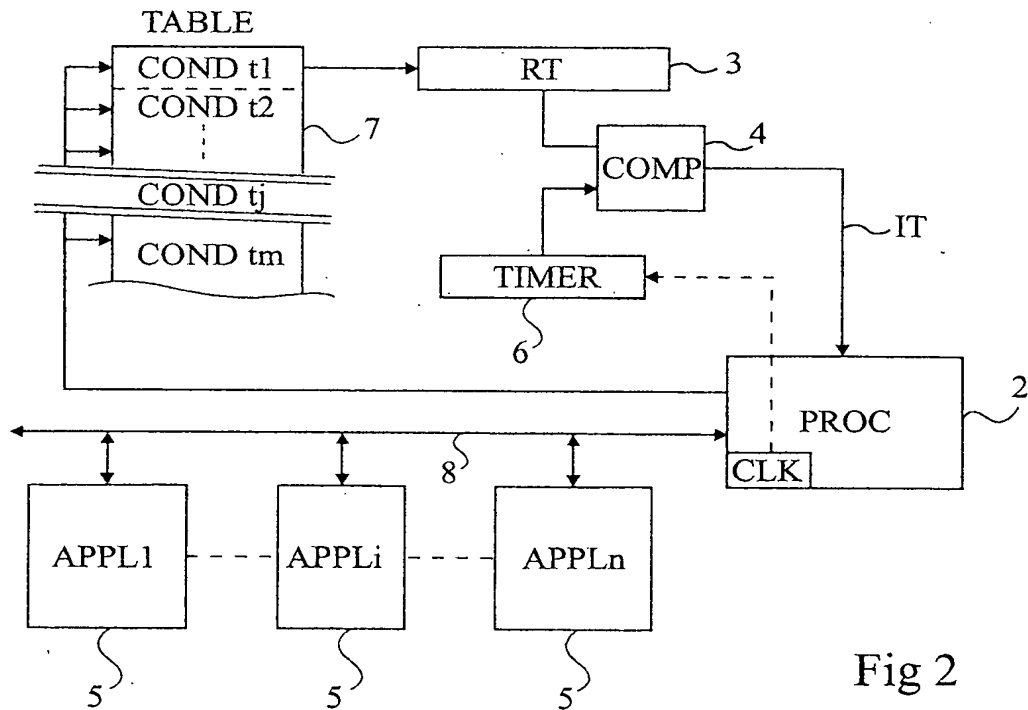 TABLE
COND t1
RT
3
COND t2
7
4
COMP
COND tj
IT
COND tm
TIMER
6
2
PROC
8
CLK
APPL1
APPLi
APPLn
5
5
5
Fig 2